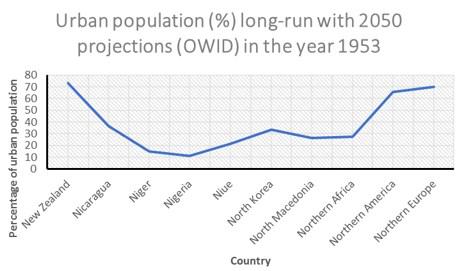 Urban population (%) long-run with 2050
projections (OWID) in the year 1953
Percentage of urban population
80
70
60
50
40
30
20
10
0
New Zealand
Nicaragua
Niger
Nigeria
Niue
North Korea
North Macedonia
Northern Africa
Northern America
Northern Europe
Country